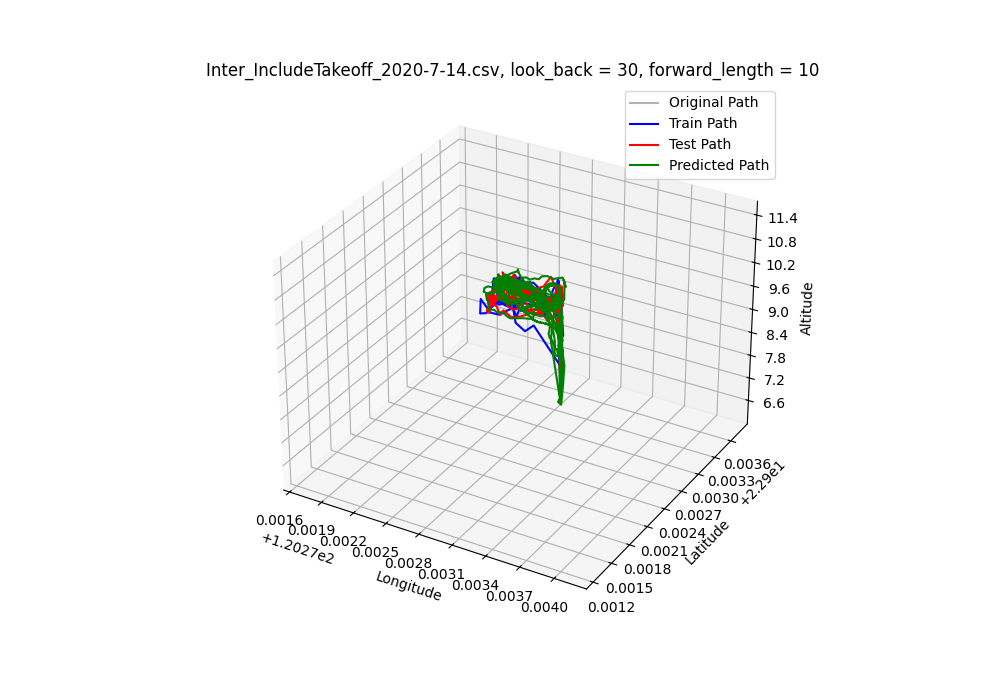 Inter_IncludeTakeoff_2020-7-14.csv, look_back = 30, forward_length = 10
Original Path
Train Path
Test Path
Predicted Path
11.4
10.8
10.2
9.6
9.0
8.4
7.8
7.2
6.6
Altitude
0.0036
0.0033
0.0030
0.0027
0.0024
0.0021
0.0018
0.0015
0.0012
+2.29e1
Latitude
0.0016
0.0019
0.0022
0.0025
0.0028
0.0031
0.0034
0.0037
0.0040
+1.2027e2
Longitude